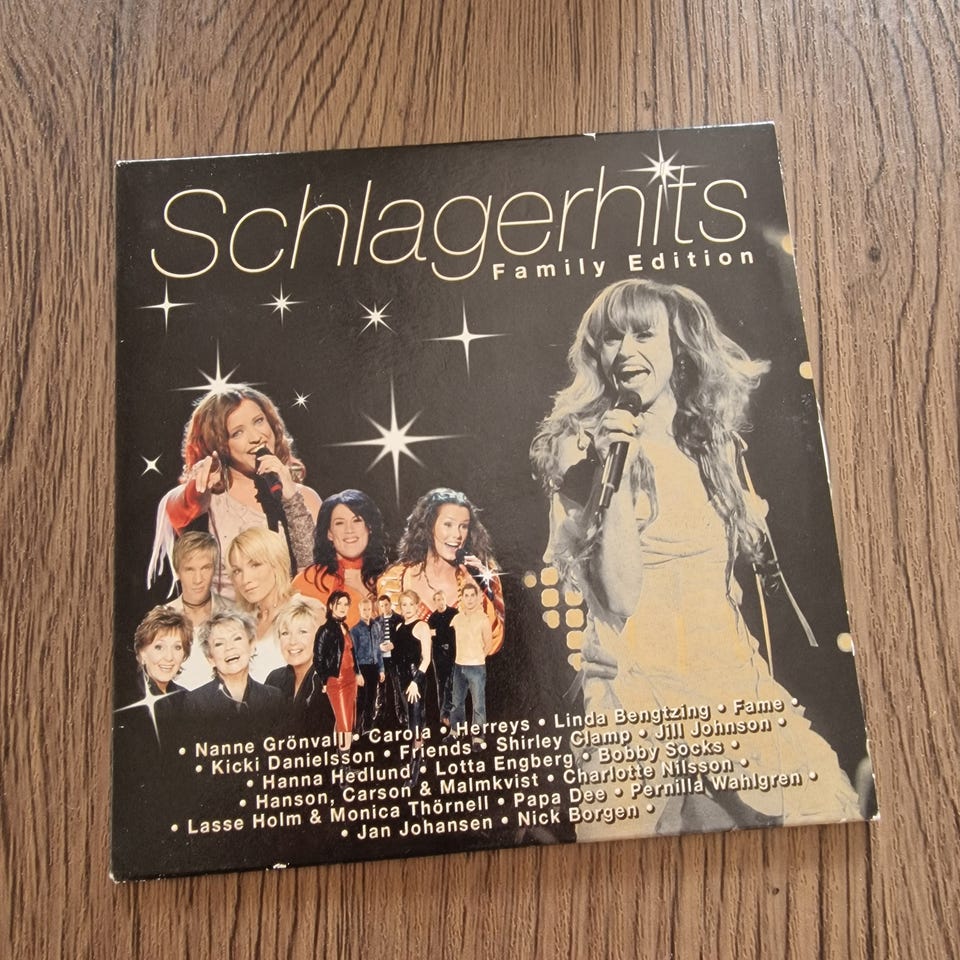 Schlagerhits
Family Edition
• Nanne Grönvall • Carola • Herreys • Linda Bengtzing • Fame •
• Kicki Danielsson • Friends • Shirley Clamp • Jill Johnson •
• Hanna Hedlund • Lotta Engberg • Bobby Socks •
• Hanson, Carson & Malmkvist • Charlotte Nilsson •
• Lasse Holm & Monica Thörnell • Papa Dee • Pernilla Wahlgren •
• Jan Johansen • Nick Borgen •